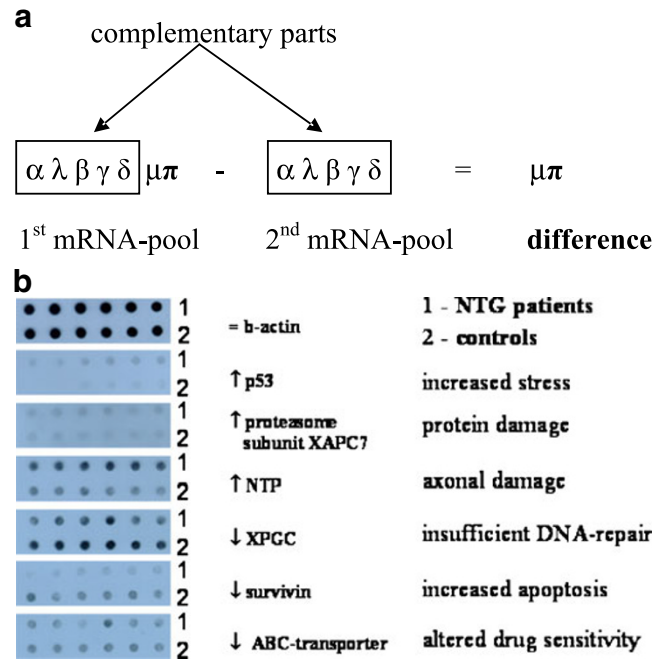 a
complementary parts
α λ β γ δ μπ - α λ β γ δ = μπ
1st mRNA-pool 2nd mRNA-pool difference
b
1 = b-actin 1 - NTG patients
2 2 - controls
1 ↑ p53 increased stress
2
1 ↑ proteasome protein damage
2 subunit XAPC7
1 ↑ NTP axonal damage
2
1 ↓ XPGC insufficient DNA-repair
2
1 ↓ survivin increased apoptosis
2
1 ↓ ABC-transporter altered drug sensitivity
2